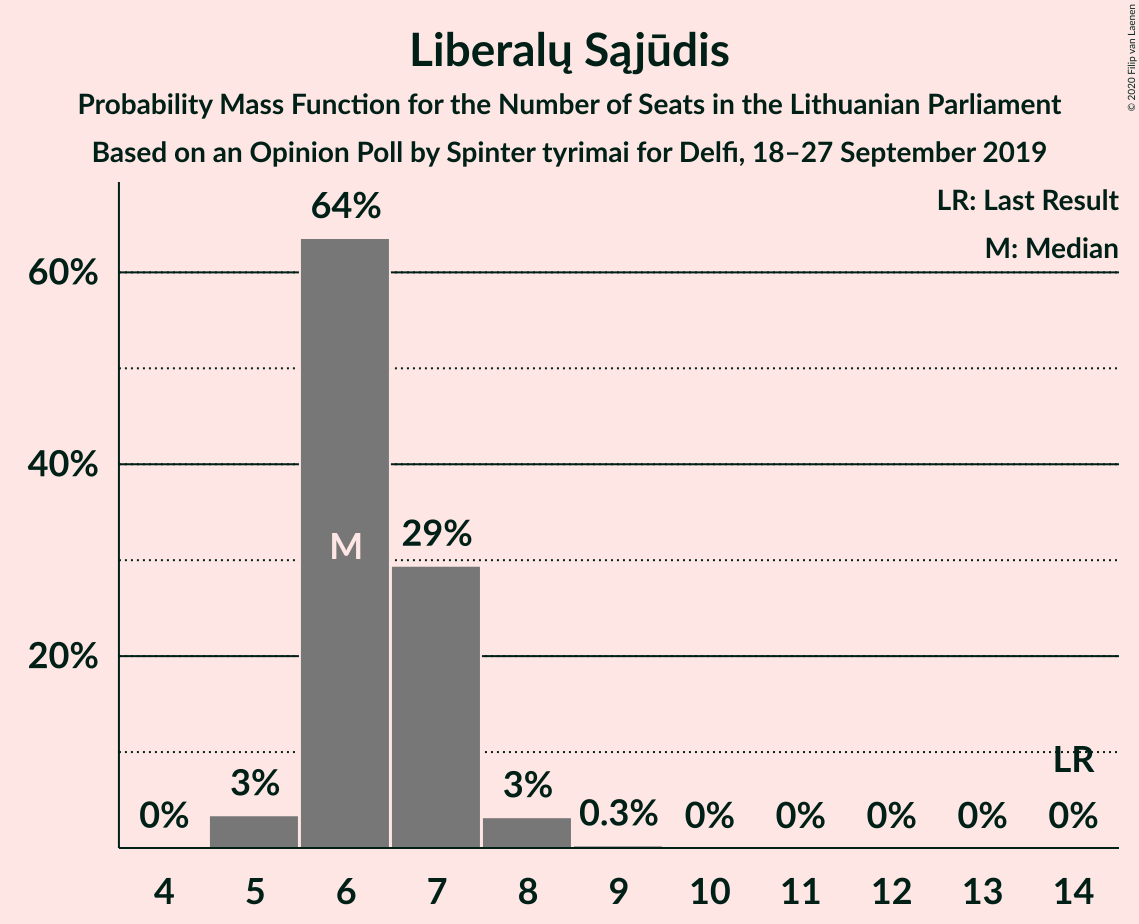 Liberalų Sąjūdis
Probability Mass Function for the Number of Seats in the Lithuanian Parliament
Based on an Opinion Poll by Spinter tyrimai for Delfi, 18–27 September 2019
© 2020 Filip van Laenen
LR: Last Result
M: Median
60%
40%
20%
0%
3%
64%
M
29%
3%
0.3%
0%
0%
0%
0%
LR
0%
4 5 6 7 8 9 10 11 12 13 14